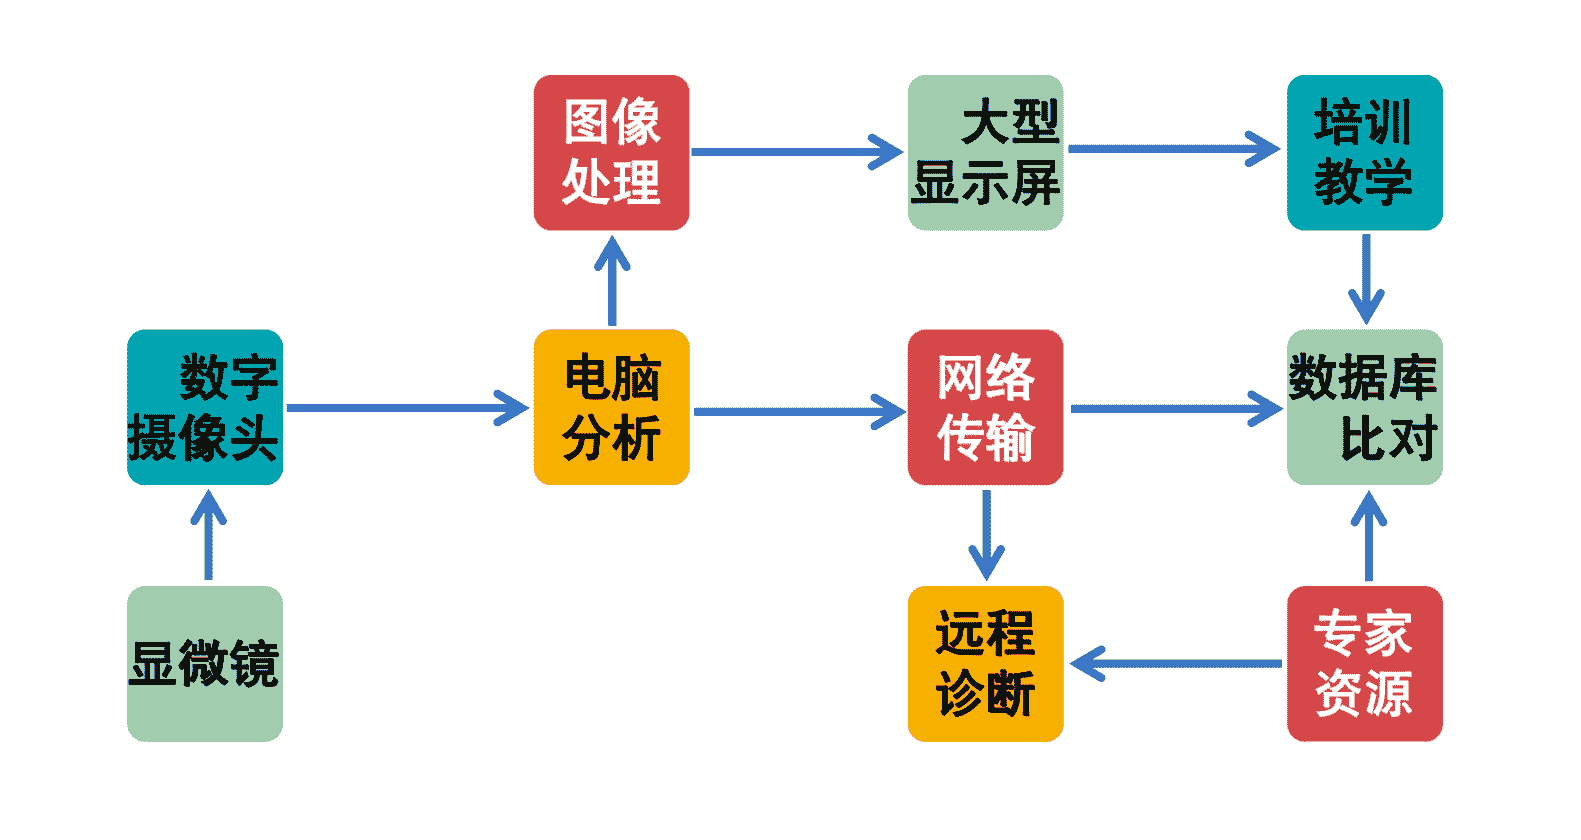 图像
处理
大型
显示屏
培训
教学
数字
摄像头
电脑
分析
网络
传输
数据库
比对
显微镜
远程
诊断
专家
资源